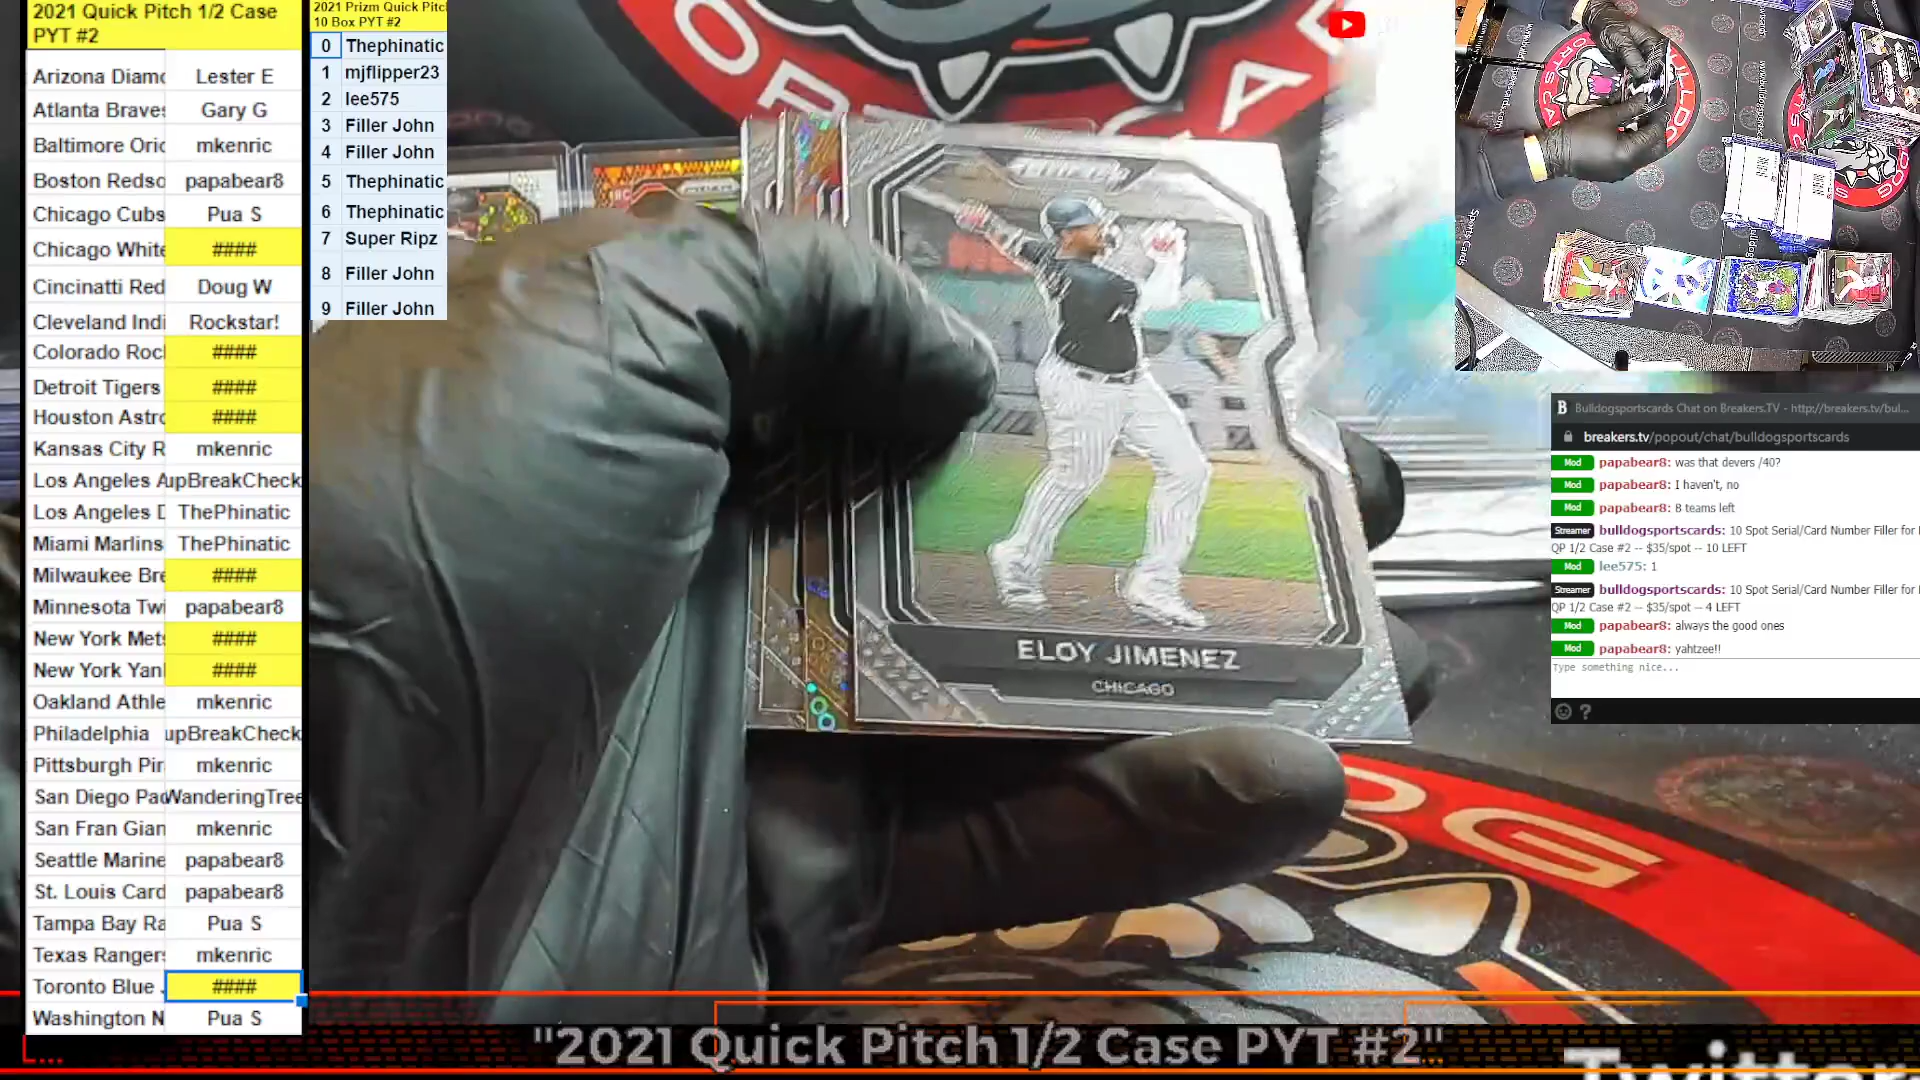 2021 Quick Pitch 1/2 Case
PYT #2
Arizona Diamo Lester E
Atlanta Braves Gary G
Baltimore Orio mkenric
Boston Redso papabear8
Chicago Cubs Pua S
Chicago White ####
Cincinatti Red Doug W
Cleveland Indi Rockstar!
Colorado Rocl ####
Detroit Tigers ####
Houston Astro ####
Kansas City R mkenric
Los Angeles A upBreakCheck
Los Angeles D ThePhinatic
Miami Marlins ThePhinatic
Milwaukee Bre ####
Minnesota Twi papabear8
New York Mets ####
New York Yanl ####
Oakland Athle mkenric
Philadelphia upBreakCheck
Pittsburgh Pir mkenric
San Diego Pad WanderingTree
San Fran Gian mkenric
Seattle Marine papabear8
St. Louis Card papabear8
Tampa Bay Ra Pua S
Texas Rangers mkenric
Toronto Blue ####
Washington N Pua S
2021 Prizm Quick Pitcl
10 Box PYT #2
0 Thephinatic
1 mjflipper23
2 lee575
3 Filler John
4 Filler John
5 Thephinatic
6 Thephinatic
7 Super Ripz
8 Filler John
9 Filler John
PRIZM
ELOY JIMENEZ
CHICAGO
Bulldogsportscards Chat on Breakers.TV - http://breakers.tv/bul...
breakers.tv/popout/chat/bulldogsportscards
Mod papabear8: was that devers /40?
Mod papabear8: I haven't, no
Mod papabear8: 8 teams left
Streamer bulldogsportscards: 10 Spot Serial/Card Number Filler for
QP 1/2 Case #2 -- $35/spot -- 10 LEFT
Mod lee575: 1
Streamer bulldogsportscards: 10 Spot Serial/Card Number Filler for
QP 1/2 Case #2 -- $35/spot -- 4 LEFT
Mod papabear8: always the good ones
Mod papabear8: yahtzee!!
Type something nice...
"2021 Quick Pitch 1/2 Case PYT #2"
Twitter